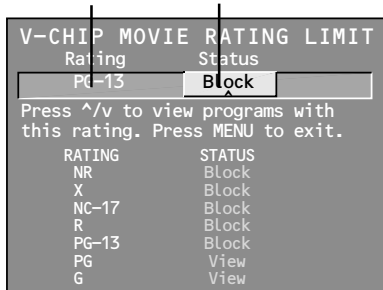 V-CHIP MOVIE RATING LIMIT
Rating Status
PG-13 Block
Press ^/v to view programs with
this rating. Press MENU to exit.
RATING STATUS
NR Block
X Block
NC-17 Block
R Block
PG-13 Block
PG View
G View